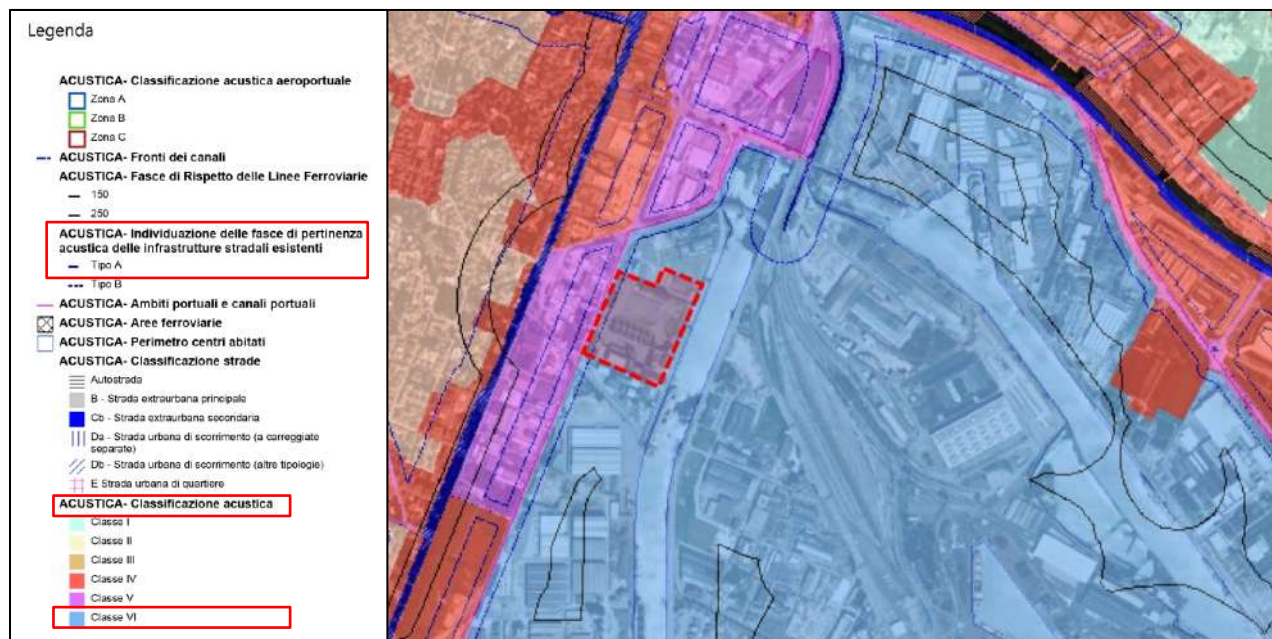 Legenda
ACUSTICA- Classificazione acustica aeroportuale
Zona A
Zona B
Zona C
ACUSTICA- Fronti dei canali
ACUSTICA- Fasce di Rispetto delle Linee Ferroviarie
150
250
ACUSTICA- Individuazione delle fasce di pertinenza
acustica delle infrastrutture stradali esistenti
Tipo A
Tipo B
ACUSTICA- Ambiti portuali e canali portuali
ACUSTICA- Aree ferroviarie
ACUSTICA- Perimetro centri abitati
ACUSTICA- Classificazione strade
Autostrada
B - Strada extraurbana principale
Cb - Strada extraurbana secondaria
Da - Strada urbana di scorrimento (a carreggiate
separate)
Db - Strada urbana di scorrimento (altre tipologie)
E Strada urbana di quartiere
ACUSTICA- Classificazione acustica
Classe I
Classe II
Classe III
Classe IV
Classe V
Classe VI